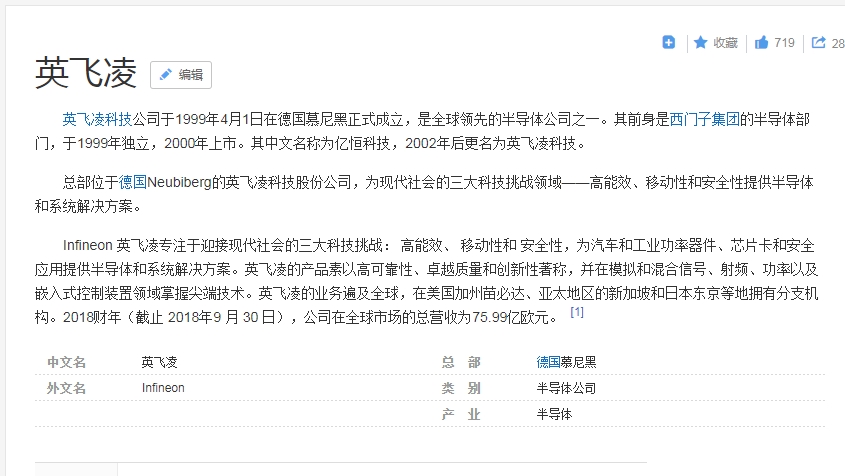 收藏 719 28
英飞凌 编辑
英飞凌科技公司于1999年4月1日在德国慕尼黑正式成立，是全球领先的半导体公司之一。其前身是西门子集团的半导体部
门，于1999年独立，2000年上市。其中文名称为亿恒科技，2002年后更名为英飞凌科技。
总部位于德国Neubiberg的英飞凌科技股份公司，为现代社会的三大科技挑战领域——高能效、移动性和安全性提供半导体
和系统解决方案。
Infineon 英飞凌专注于迎接现代社会的三大科技挑战： 高能效、 移动性和 安全性，为汽车和工业功率器件、芯片卡和安全
应用提供半导体和系统解决方案。英飞凌的产品素以高可靠性、卓越质量和创新性著称，并在模拟和混合信号、射频、功率以及
嵌入式控制装置领域掌握尖端技术。英飞凌的业务遍及全球，在美国加州苗必达、亚太地区的新加坡和日本东京等地拥有分支机
构。2018财年（截止 2018年9 月 30 日），公司在全球市场的总营收为75.99亿欧元。 [1]
中文名 英飞凌 总 部 德国慕尼黑
外文名 Infineon 类 别 半导体公司
产 业 半导体